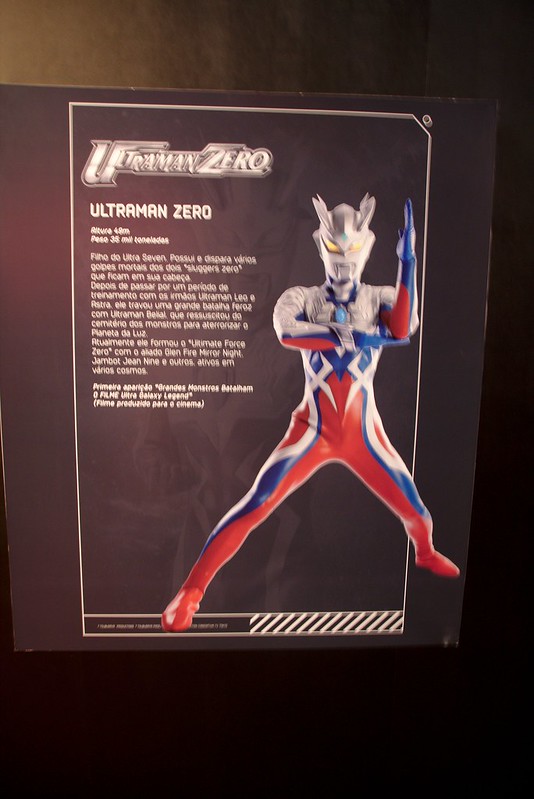 ULTRAMAN ZERO
ULTRAMAN ZERO
Altura 49m
Peso 35 mil toneladas
Filho do Ultra Seven. Possui e dispara vários
golpes mortais dos dois "sluggers zero"
que ficam em sua cabeça.
Depois de passar por um período de
treinamento com os irmãos Ultraman Leo e
Astra, ele travou uma grande batalha feroz
com Ultraman Belial, que ressuscitou do
cemitério dos monstros para aterrorizar o
Planeta da Luz.
Atualmente ele formou o "Ultimate Force
Zero" com o aliado Glen Fire Mirror Night,
Jambot Jean Nine e outros, ativos em
vários cosmos.
Primeira aparição "Grandes Monstros Batalham
O FILME Ultra Galaxy Legend"
(Filme produzido para o cinema)